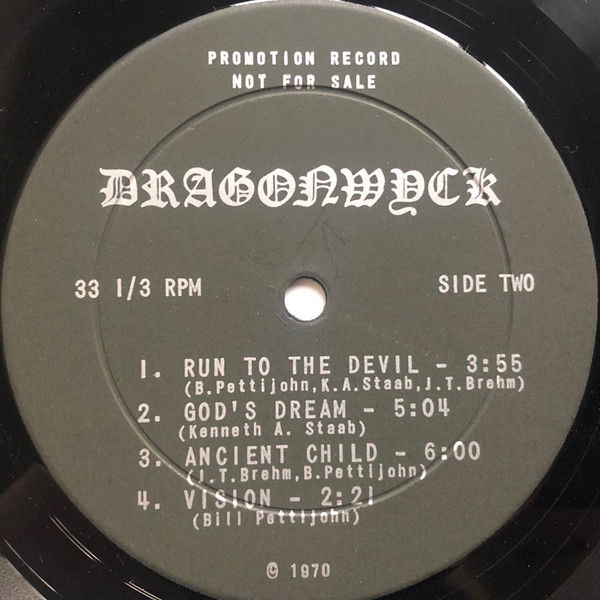 PROMOTION RECORD
NOT FOR SALE
DRAGONWYCK
33 1/3 RPM
SIDE TWO
1. RUN TO THE DEVIL - 3:55
(B.Pettijohn,K.A.Staab,J.T.Brehm)
2. GOD'S DREAM - 5:04
(Kenneth A. Staab)
3. ANCIENT CHILD - 6:00
(J.T.Brehm,B.Pettijohn)
4. VISION - 2:21
(Bill Pettijohn)
© 1970